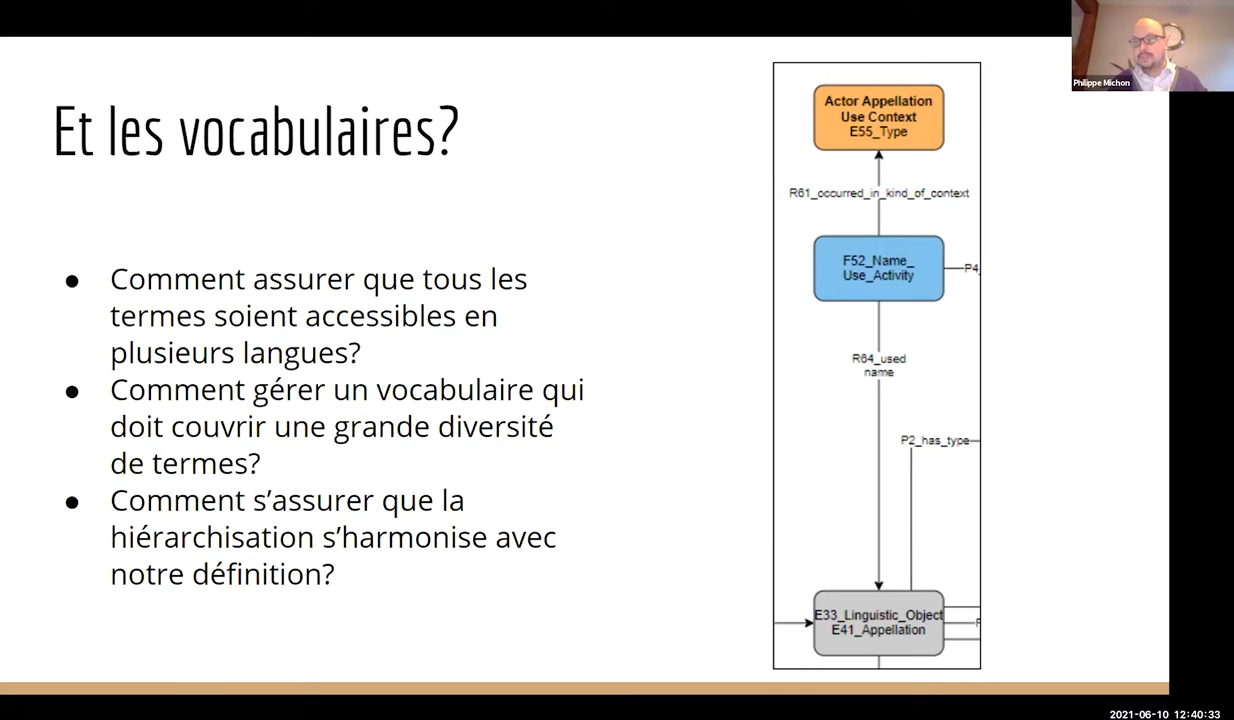 Philippe Michon
Et les vocabulaires?
● Comment assurer que tous les
termes soient accessibles en
plusieurs langues?
● Comment gérer un vocabulaire qui
doit couvrir une grande diversité
de termes?
● Comment s’assurer que la
hiérarchisation s’harmonise avec
notre définition?
Actor Appellation
Use Context
E55_Type
R61_occurred_in_kind_of_context
F52_Name_
Use_Activity
P4
R64_used
name
P2_has_type
E33_Linguistic_Object
E41_Appellation
2021-06-10 12:40:33